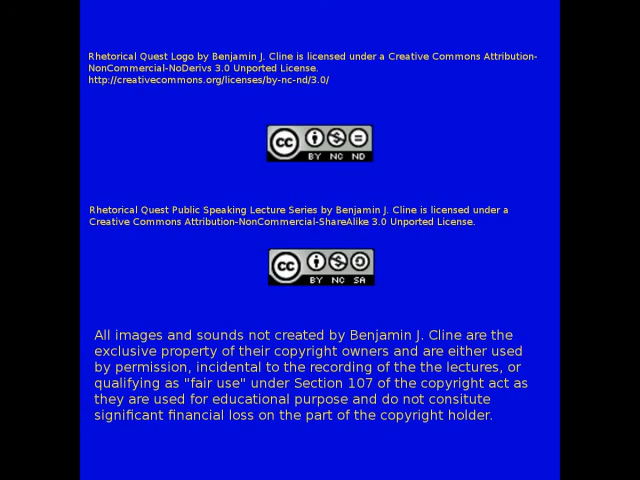 Rhetorical Quest Logo by Benjamin J. Cline is licensed under a Creative Commons Attribution-
NonCommercial-NoDerivs 3.0 Unported License.
http://creativecommons.org/licenses/by-nc-nd/3.0/
cc
BY NC ND
Rhetorical Quest Public Speaking Lecture Series by Benjamin J. Cline is licensed under a
Creative Commons Attribution-NonCommercial-ShareAlike 3.0 Unported License.
cc
BY NC SA
All images and sounds not created by Benjamin J. Cline are the
exclusive property of their copyright owners and are either used
by permission, incidental to the recording of the the lectures, or
qualifying as "fair use" under Section 107 of the copyright act as
they are used for educational purpose and do not consitute
significant financial loss on the part of the copyright holder.